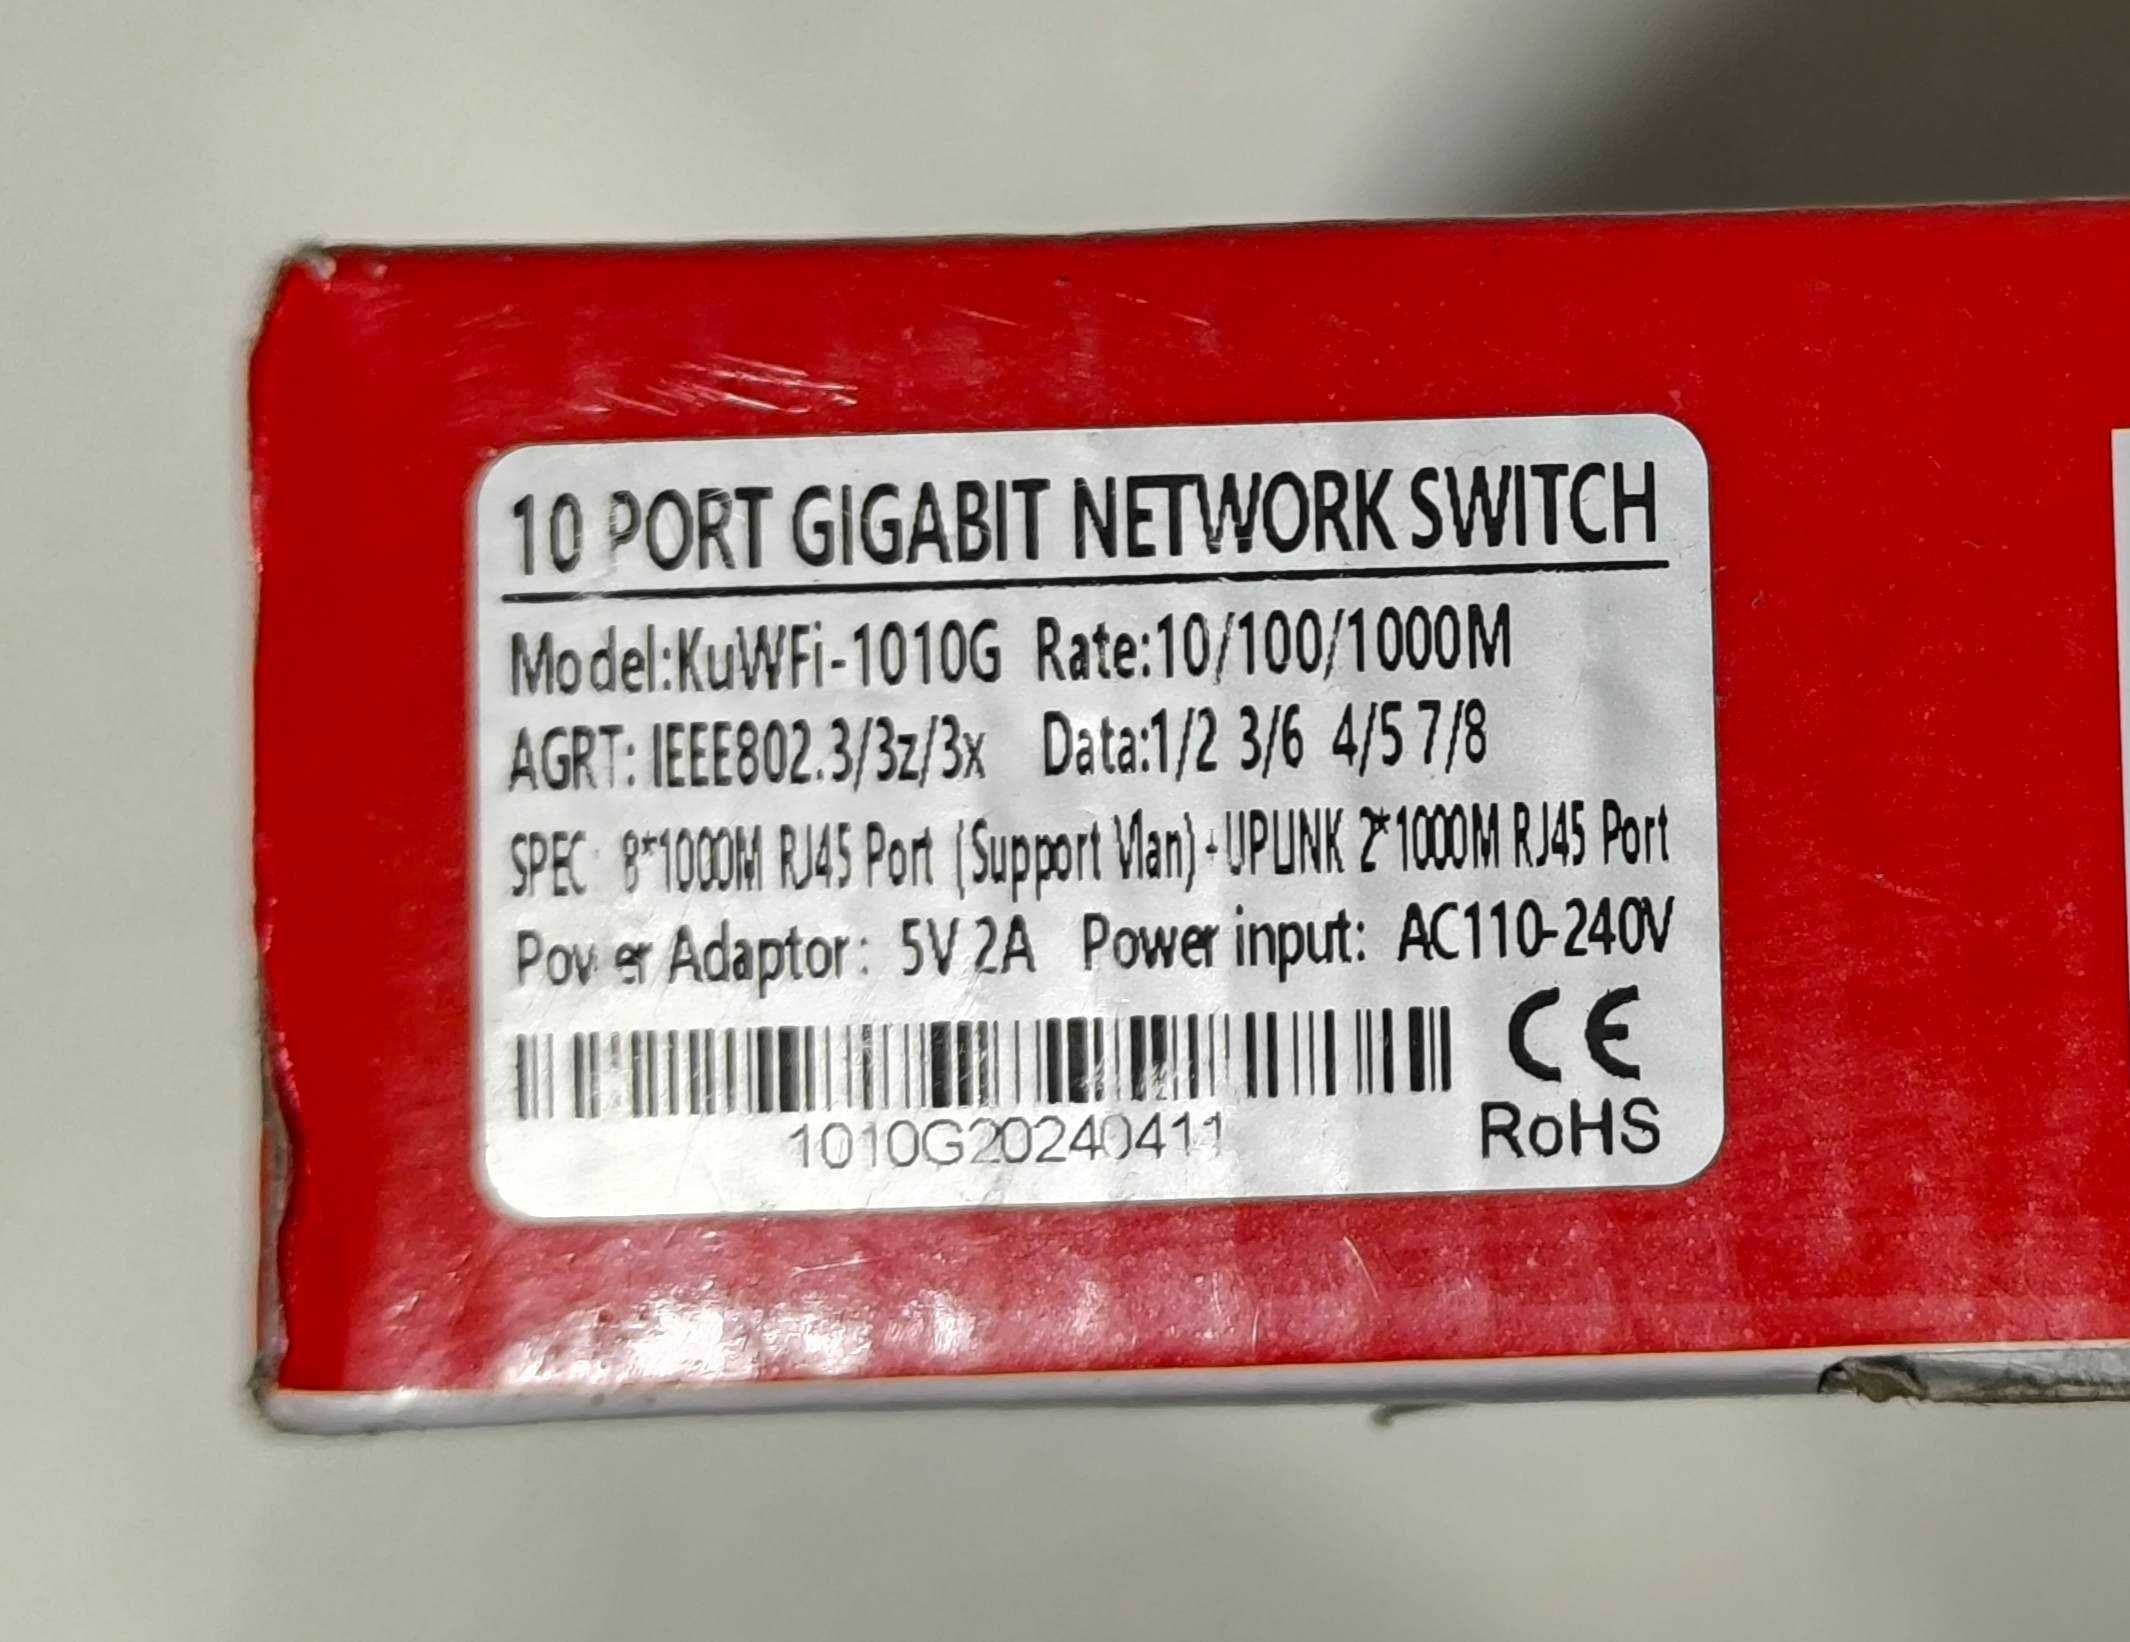 10 PORT GIGABIT NETWORK SWITCH
Model:KuWFi-1010G Rate:10/100/1000M
AGRT: IEEE802.3/3z/3x Data:1/2 3/6 4/5 7/8
SPEC: 8*1000M RJ45 Port (Support Vlan)+UPLINK 2*1000M RJ45 Port
Power Adaptor: 5V 2A Power input: AC110-240V
CE
1010G20240411
RoHS